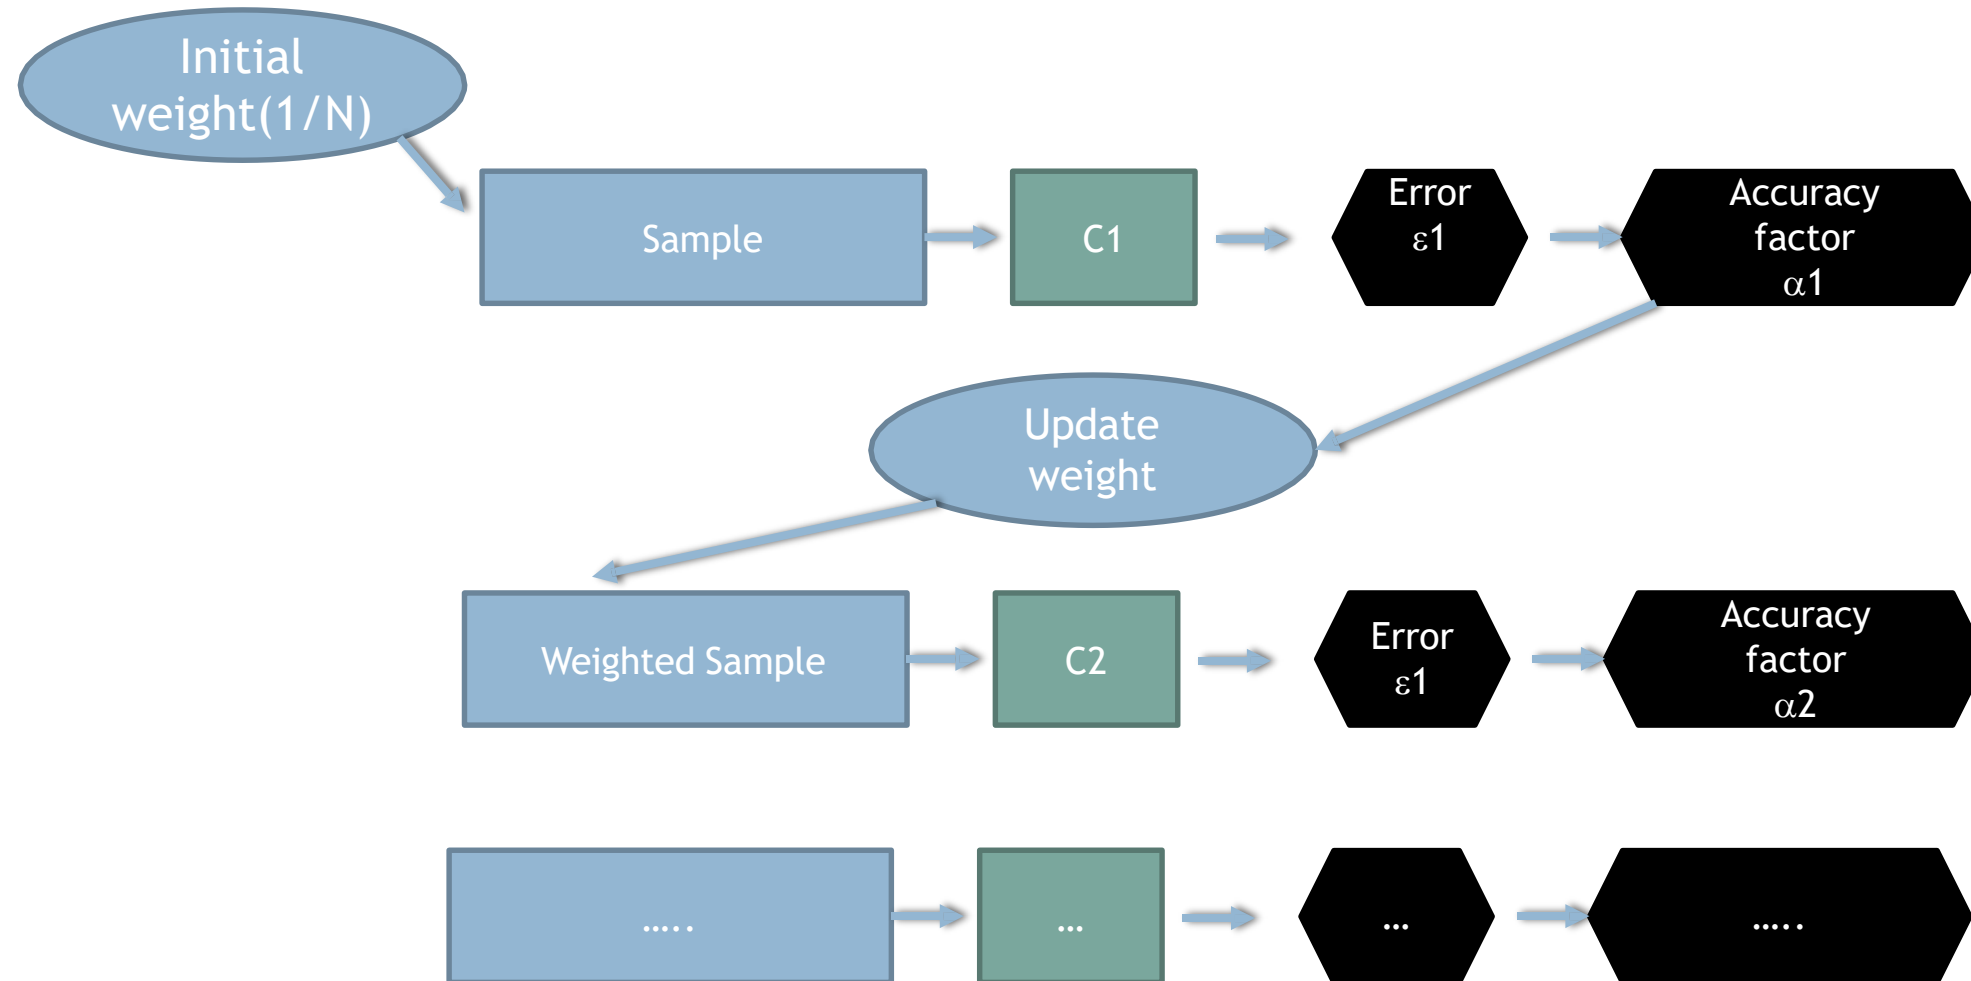 Initial
weight(1/N)
Sample
C1
Error
ε1
Accuracy
factor
α1
Update
weight
Weighted Sample
C2
Error
ε1
Accuracy
factor
α2
…..
…
…
…..